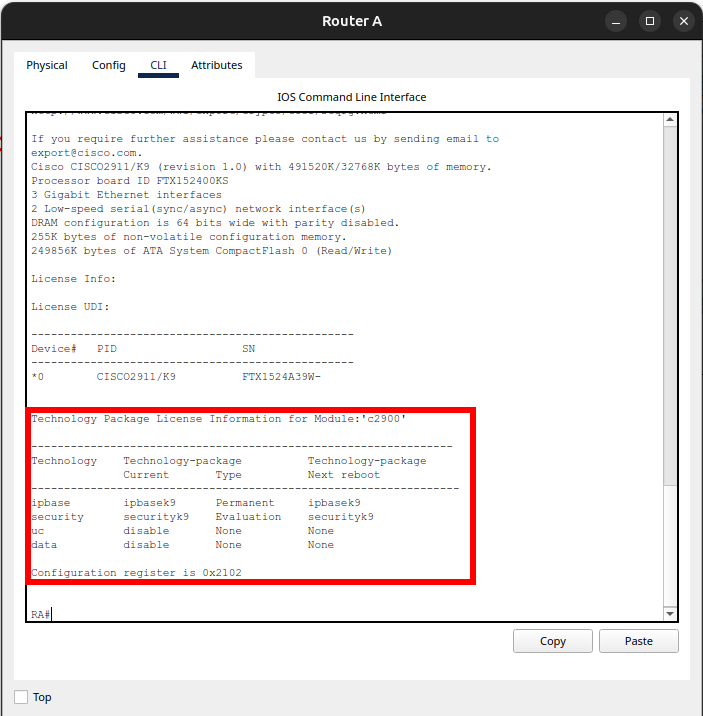 Router A
Physical Config CLI Attributes
IOS Command Line Interface
If you require further assistance please contact us by sending email to
export@cisco.com.
Cisco CISCO2911/K9 (revision 1.0) with 491520K/32768K bytes of memory.
Processor board ID FTX152400KS
3 Gigabit Ethernet interfaces
2 Low-speed serial(sync/async) network interface(s)
DRAM configuration is 64 bits wide with parity disabled.
255K bytes of non-volatile configuration memory.
249856K bytes of ATA System CompactFlash 0 (Read/Write)
License Info:
License UDI:
-------------------------------------------------
Device# PID SN
-------------------------------------------------
*0 CISCO2911/K9 FTX1524A39W-
Technology Package License Information for Module:'c2900'
----------------------------------------------------------------
Technology Technology-package Technology-package
Current Type Next reboot
-----------------------------------------------------------------
ipbase ipbasek9 Permanent ipbasek9
security securityk9 Evaluation securityk9
uc disable None None
data disable None None
Configuration register is 0x2102
RA#
Copy Paste
Top